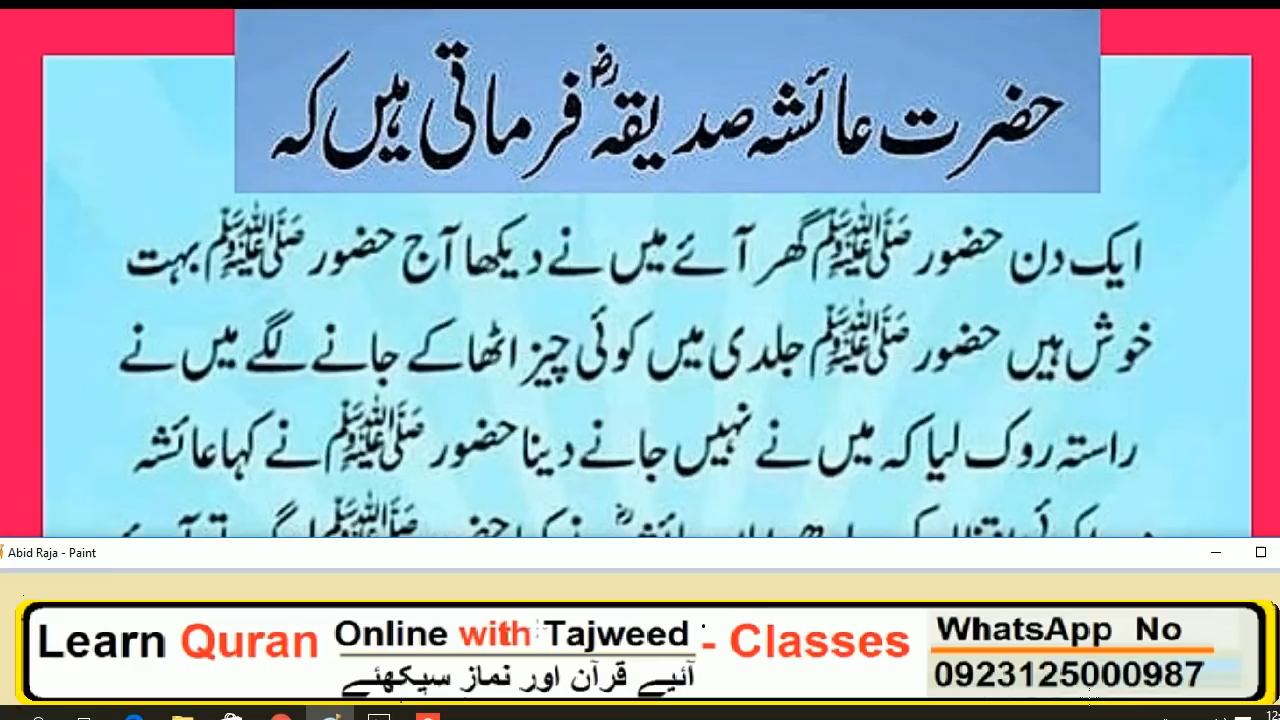 حضرت عائشہ صدیقہؓ فرماتی ہیں کہ
ایک دن حضور ﷺ گھر آئے میں نے دیکھا آج حضور ﷺ بہت
خوش ہیں حضور ﷺ جلدی میں کوئی چیز اٹھا کے جانے لگے میں نے
راستہ روک لیا کہ میں نے نہیں جانے دینا حضور ﷺ نے کہا عائشہ
Abid Raja - Paint
Learn Quran Online with Tajweed - Classes
آئیے قرآن اور نماز سیکھئے
WhatsApp No
0923125000987